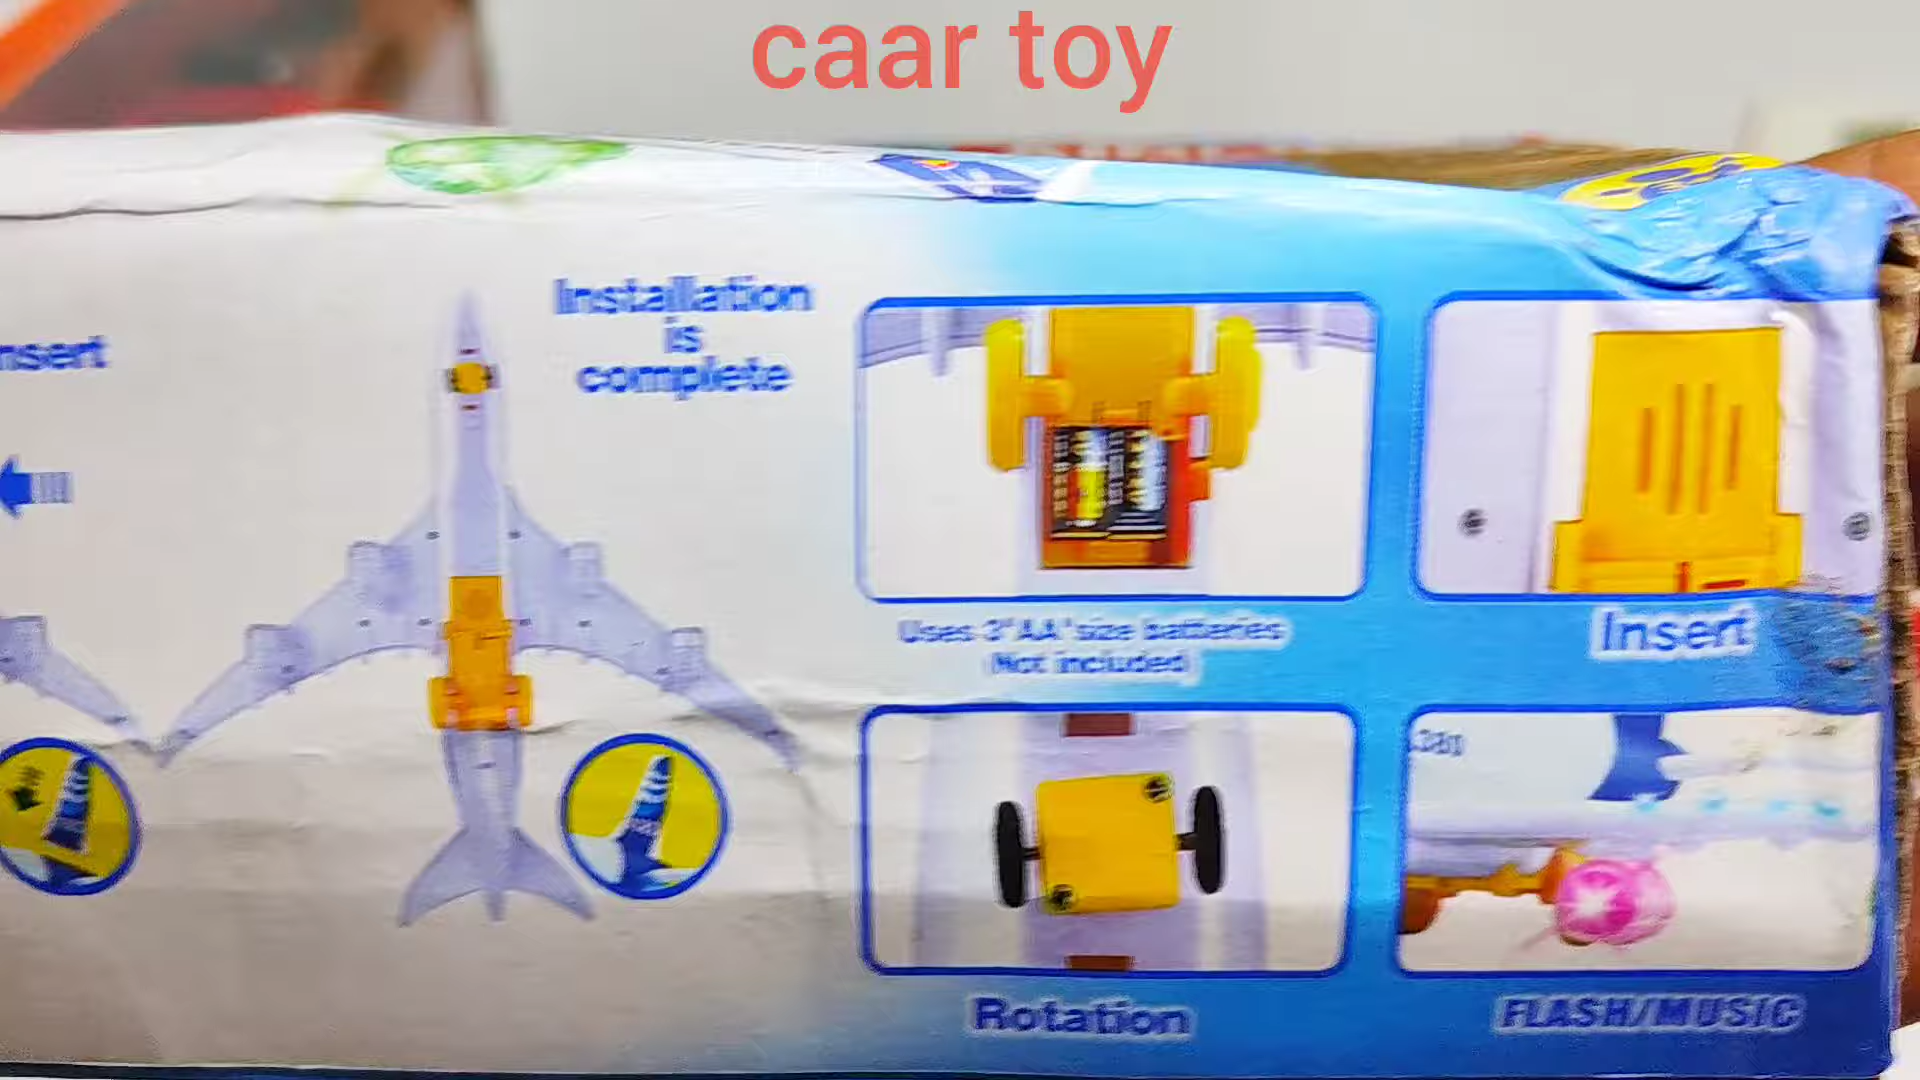 caar toy
nsert
Installation
is
complete
Uses 3'AA'size batteries
Not included
Insert
Rotation
FLASH/MUSIC